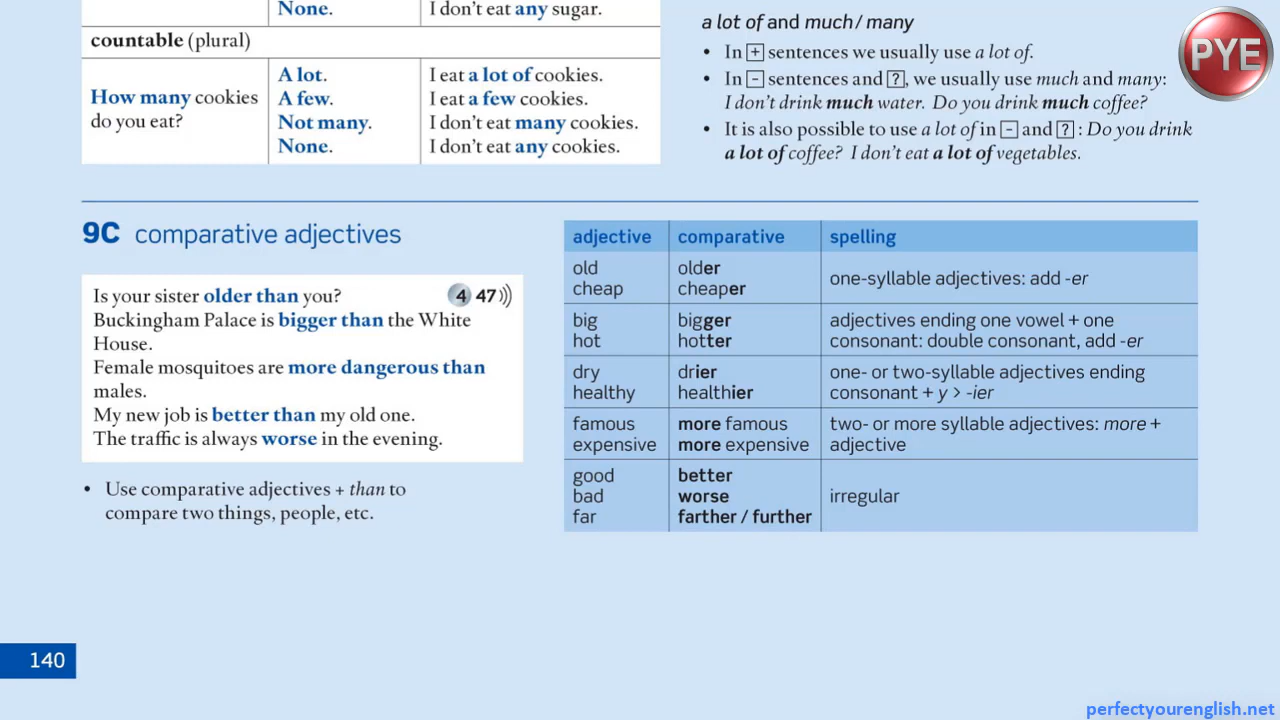 None. I don't eat any sugar.
countable (plural)
How many cookies
do you eat?
A lot. I eat a lot of cookies.
A few. I eat a few cookies.
Not many. I don't eat many cookies.
None. I don't eat any cookies.
a lot of and much / many
• In + sentences we usually use a lot of.
• In - sentences and ?, we usually use much and many:
I don't drink much water. Do you drink much coffee?
• It is also possible to use a lot of in - and ? : Do you drink
a lot of coffee? I don't eat a lot of vegetables.
PYE
9C comparative adjectives
Is your sister older than you? 4 47
Buckingham Palace is bigger than the White
House.
Female mosquitoes are more dangerous than
males.
My new job is better than my old one.
The traffic is always worse in the evening.
• Use comparative adjectives + than to
compare two things, people, etc.
adjective comparative spelling
old older
cheap cheaper
one-syllable adjectives: add -er
big bigger adjectives ending one vowel + one
hot hotter consonant: double consonant, add -er
dry drier one- or two-syllable adjectives ending
healthy healthier consonant + y > -ier
famous more famous two- or more syllable adjectives: more +
expensive more expensive adjective
good better
bad worse irregular
far farther / further
140
perfectyourenglish.net